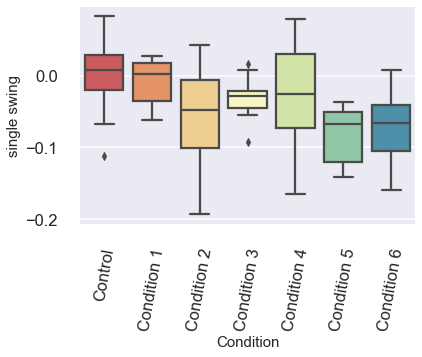 single swing
0.0
−0.1
−0.2
Control
Condition 1
Condition 2
Condition 3
Condition 4
Condition 5
Condition 6
Condition